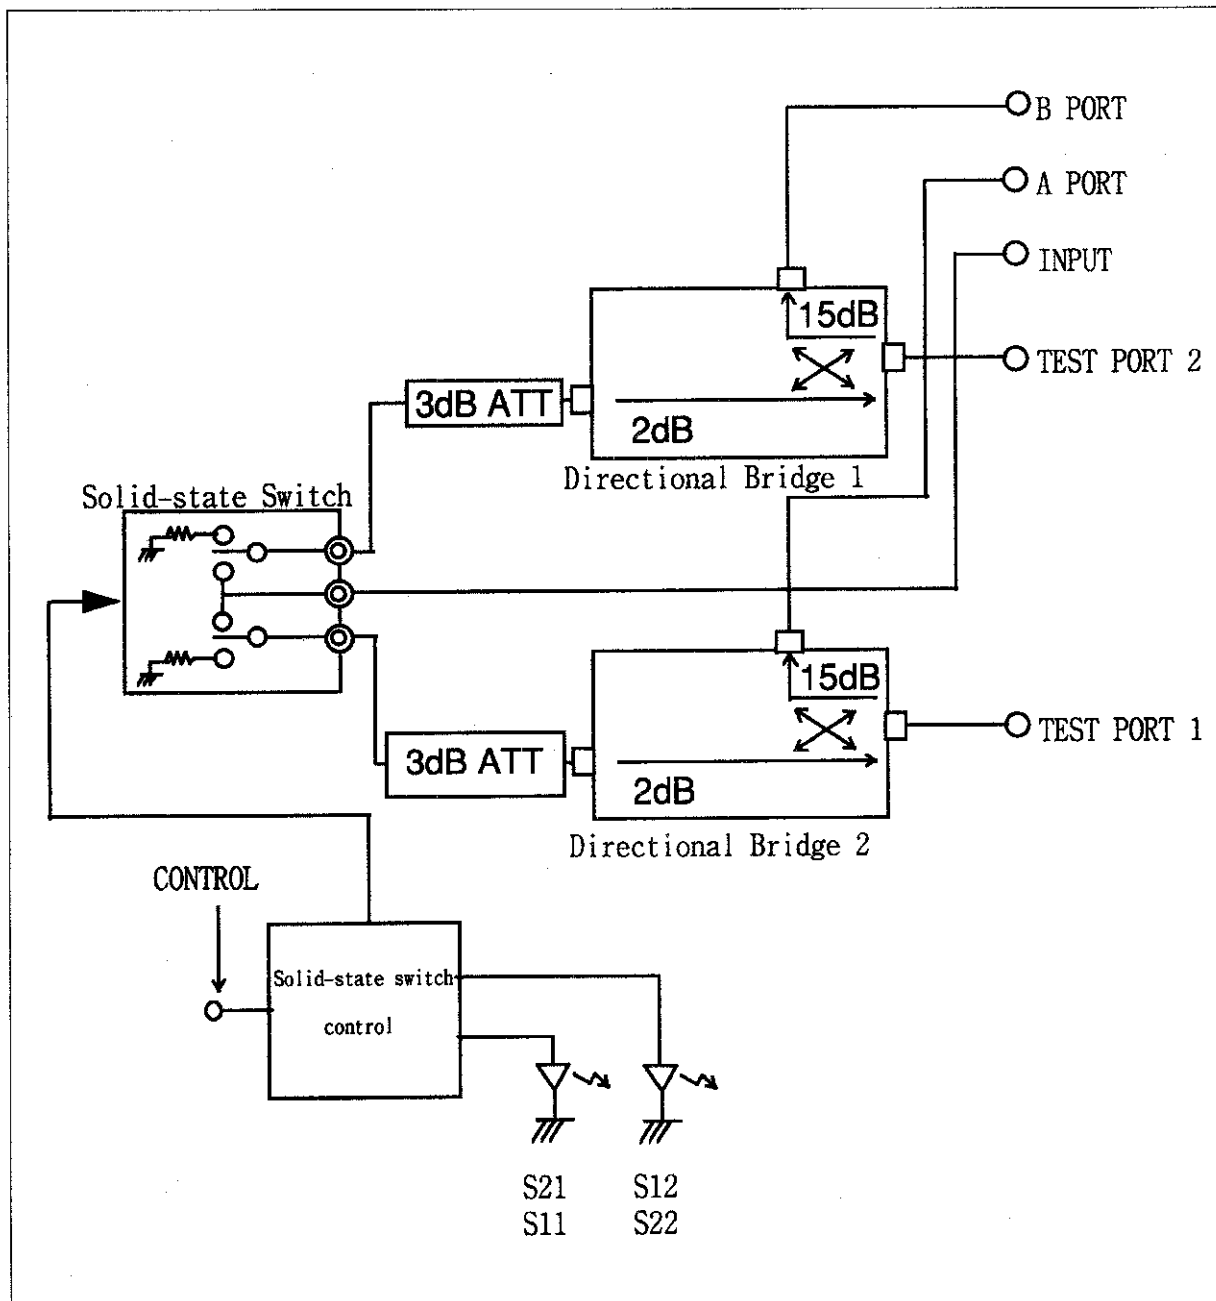 B PORT
A PORT
INPUT
15dB
TEST PORT 2
3dB ATT
2dB
Directional Bridge 1
Solid-state Switch
15dB
TEST PORT 1
3dB ATT
2dB
Directional Bridge 2
CONTROL
Solid-state switch
control
S21 S12
S11 S22